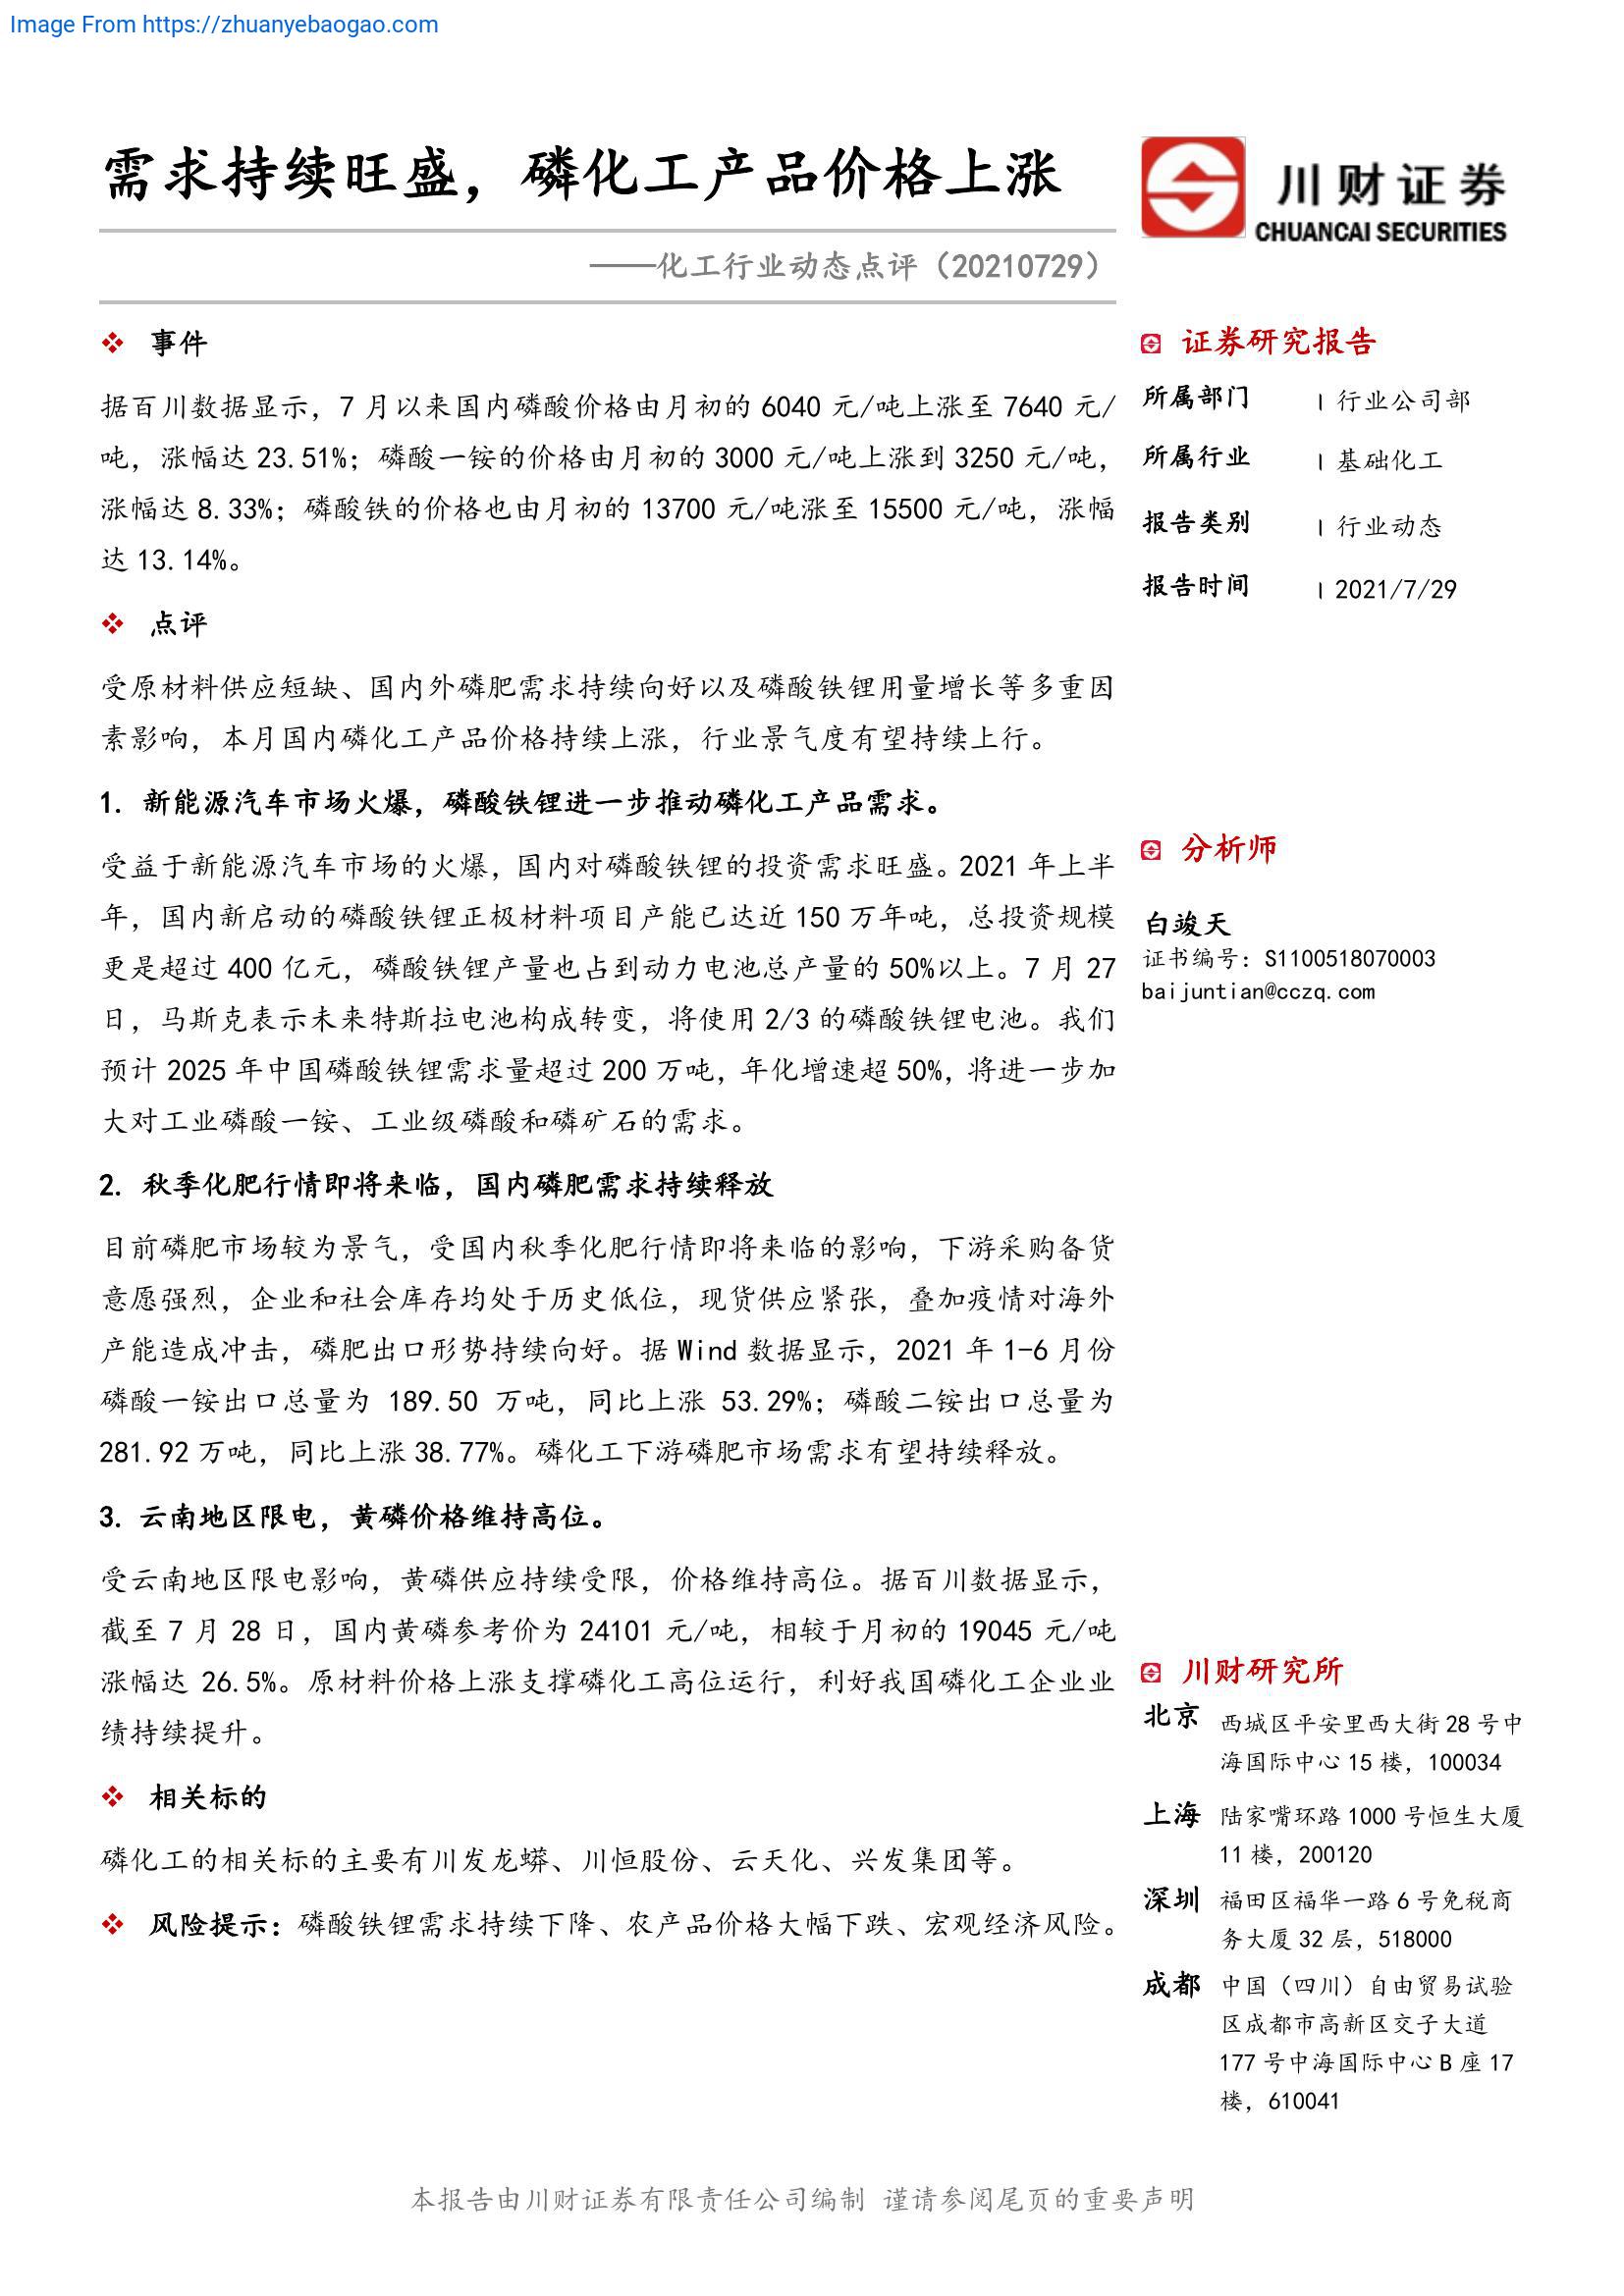 Image From https://zhuanyebaogao.com
需求持续旺盛，磷化工产品价格上涨
川财证券
CHUANCAI SECURITIES
——化工行业动态点评（20210729）
事件
据百川数据显示，7 月以来国内磷酸价格由月初的 6040 元/吨上涨至 7640 元/
吨，涨幅达 23.51%；磷酸一铵的价格由月初的 3000 元/吨上涨到 3250 元/吨，
涨幅达 8.33%；磷酸铁的价格也由月初的 13700 元/吨涨至 15500 元/吨，涨幅
达 13.14%。
点评
受原材料供应短缺、国内外磷肥需求持续向好以及磷酸铁锂用量增长等多重因
素影响，本月国内磷化工产品价格持续上涨，行业景气度有望持续上行。
1. 新能源汽车市场火爆，磷酸铁锂进一步推动磷化工产品需求。
受益于新能源汽车市场的火爆，国内对磷酸铁锂的投资需求旺盛。2021 年上半
年，国内新启动的磷酸铁锂正极材料项目产能已达近 150 万年吨，总投资规模
更是超过 400 亿元，磷酸铁锂产量也占到动力电池总产量的 50%以上。7 月 27
日，马斯克表示未来特斯拉电池构成转变，将使用 2/3 的磷酸铁锂电池。我们
预计 2025 年中国磷酸铁锂需求量超过 200 万吨，年化增速超 50%，将进一步加
大对工业磷酸一铵、工业级磷酸和磷矿石的需求。
2. 秋季化肥行情即将来临，国内磷肥需求持续释放
目前磷肥市场较为景气，受国内秋季化肥行情即将来临的影响，下游采购备货
意愿强烈，企业和社会库存均处于历史低位，现货供应紧张，叠加疫情对海外
产能造成冲击，磷肥出口形势持续向好。据 Wind 数据显示，2021 年 1-6 月份
磷酸一铵出口总量为 189.50 万吨，同比上涨 53.29%；磷酸二铵出口总量为
281.92 万吨，同比上涨 38.77%。磷化工下游磷肥市场需求有望持续释放。
3. 云南地区限电，黄磷价格维持高位。
受云南地区限电影响，黄磷供应持续受限，价格维持高位。据百川数据显示，
截至 7 月 28 日，国内黄磷参考价为 24101 元/吨，相较于月初的 19045 元/吨
涨幅达 26.5%。原材料价格上涨支撑磷化工高位运行，利好我国磷化工企业业
绩持续提升。
相关标的
磷化工的相关标的主要有川发龙蟒、川恒股份、云天化、兴发集团等。
风险提示：磷酸铁锂需求持续下降、农产品价格大幅下跌、宏观经济风险。
证券研究报告
所属部门 | 行业公司部
所属行业 | 基础化工
报告类别 | 行业动态
报告时间 | 2021/7/29
分析师
白竣天
证书编号：S1100518070003
baijuntian@cczq.com
川财研究所
北京 西城区平安里西大街 28 号中
海国际中心 15 楼，100034
上海 陆家嘴环路 1000 号恒生大厦
11 楼，200120
深圳 福田区福华一路 6 号免税商
务大厦 32 层，518000
成都 中国（四川）自由贸易试验
区成都市高新区交子大道
177 号中海国际中心 B 座 17
楼，610041
本报告由川财证券有限责任公司编制 谨请参阅尾页的重要声明